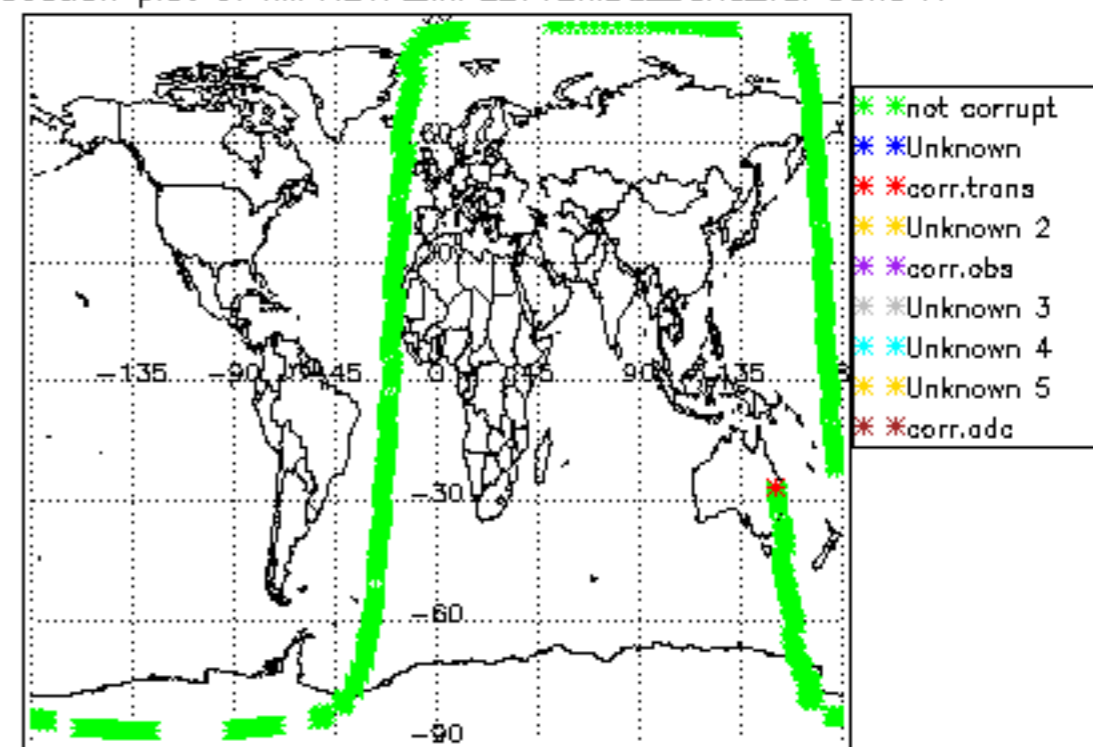 not corrupt
Unknown
corr.trans
Unknown 2
corr.obs
Unknown 3
Unknown 4
Unknown 5
corr.adc
60
-135 -90 45 0 45 90 135
-30
-60
-90